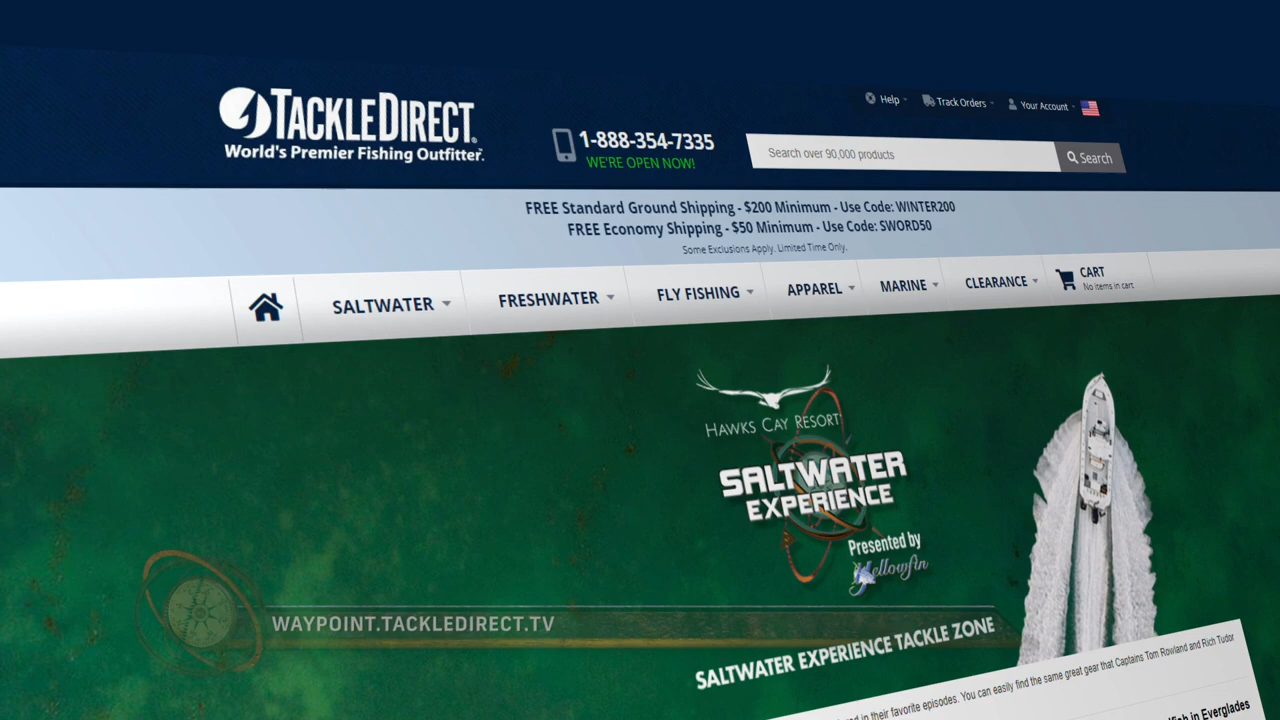 TACKLEDIRECT®
World's Premier Fishing Outfitter™
1-888-354-7335
WE'RE OPEN NOW!
Help
Track Orders
Your Account
Search over 90,000 products
Search
FREE Standard Ground Shipping - $200 Minimum - Use Code: WINTER200
FREE Economy Shipping - $50 Minimum - Use Code: SWORD50
Some Exclusions Apply. Limited Time Only.
SALTWATER
FRESHWATER
FLY FISHING
APPAREL
MARINE
CLEARANCE
CART
No items in cart
HAWKS CAY RESORT
SALTWATER
EXPERIENCE
Presented by
Yellowfin
WAYPOINT.TACKLEDIRECT.TV
SALTWATER EXPERIENCE TACKLE ZONE
in their favorite episodes. You can easily find the same great gear that Captains Tom Rowland and Rich Tudor
in Everglades